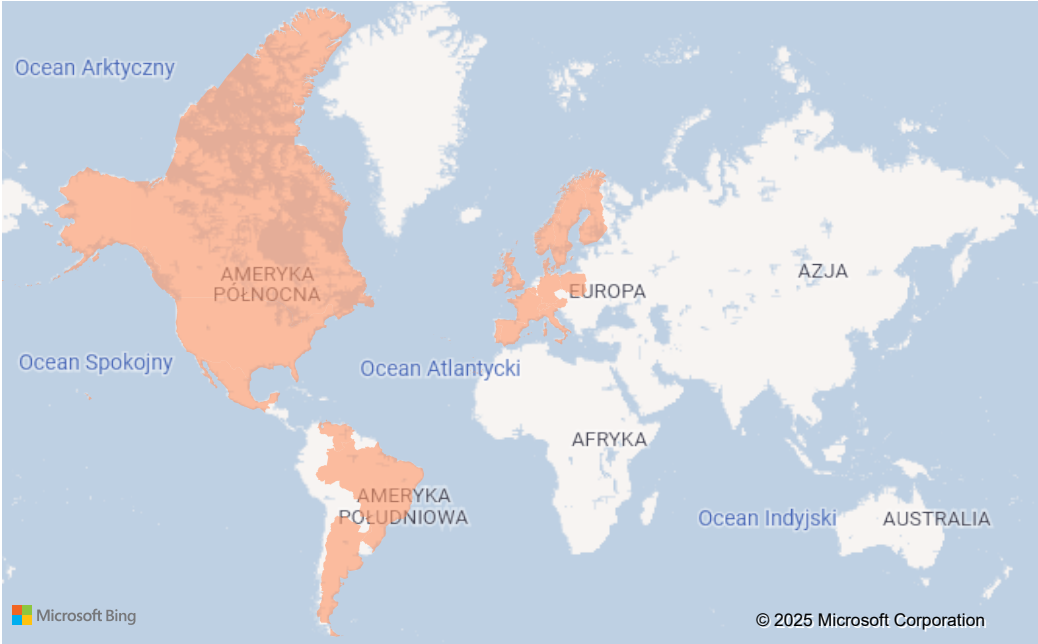 Ocean Arktyczny
AMERYKA
PÓŁNOCNA
EUROPA
AZJA
Ocean Spokojny
Ocean Atlantycki
AFRYKA
AMERYKA
POŁUDNIOWA
Ocean Indyjski
AUSTRALIA
Microsoft Bing
© 2025 Microsoft Corporation